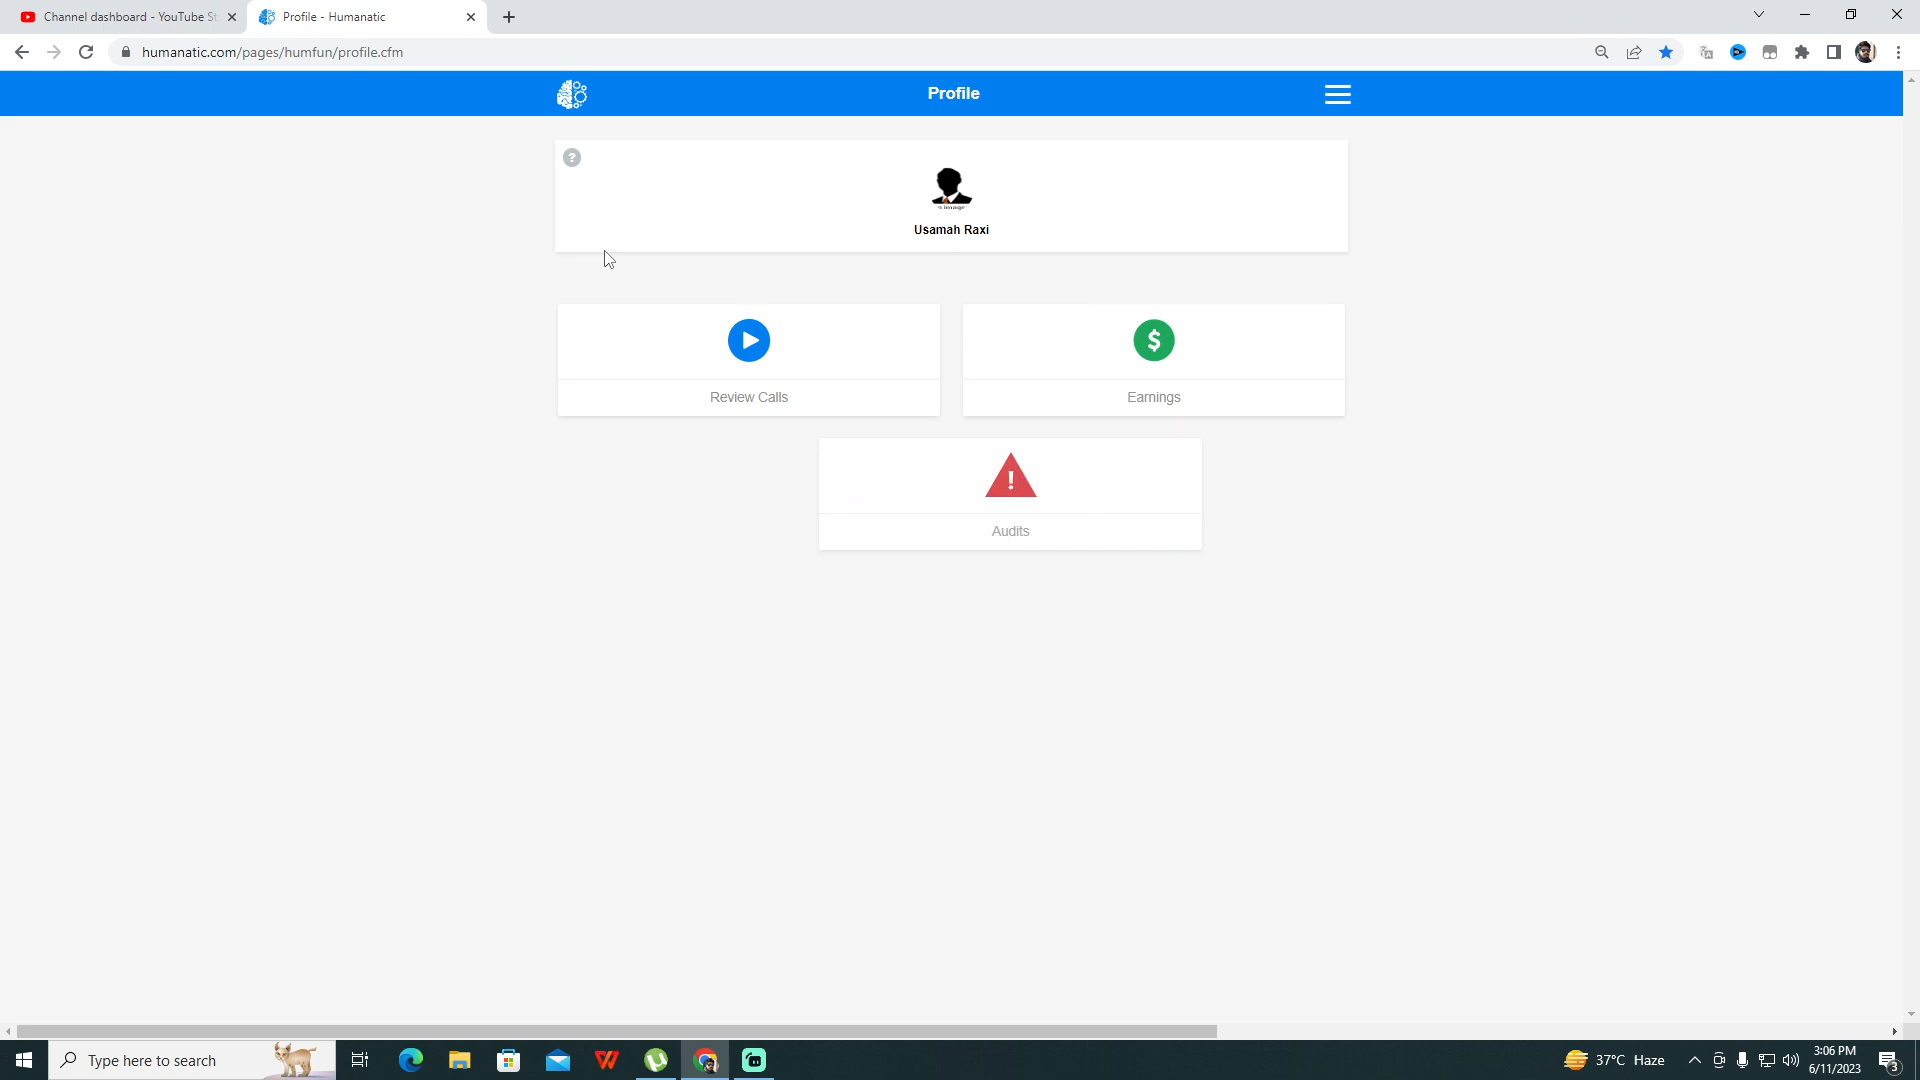 Channel dashboard - YouTube St
Profile - Humanatic
humanatic.com/pages/humfun/profile.cfm
Profile
?
Usamah Raxi
$
Review Calls
Earnings
!
Audits
Type here to search
37°C Haze
3:06 PM
6/11/2023
3